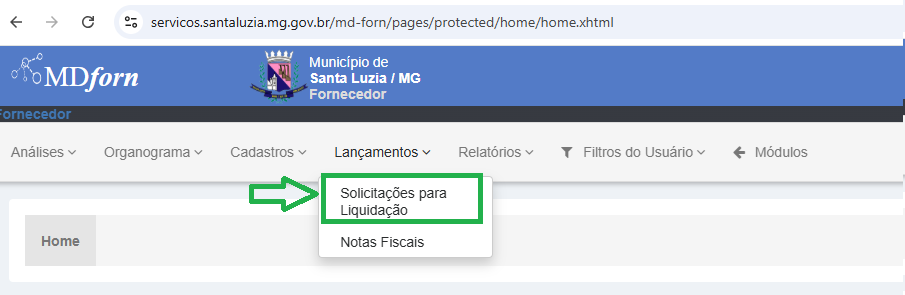 servicos.santaluzia.mg.gov.br/md-forn/pages/protected/home/home.xhtml
MDforn
Município de
Santa Luzia / MG
Fornecedor
Fornecedor
Análises Organograma Cadastros Lançamentos Relatórios Filtros do Usuário Módulos
Solicitações para
Liquidação
Notas Fiscais
Home